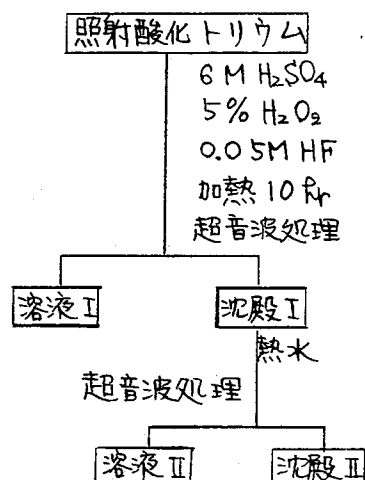 照射酸化トリウム
6 M H₂SO₄
5% H₂O₂
0.05M HF
加熱 10 hr
超音波処理
溶液 I
沈殿 I
熱水
超音波処理
溶液 II
沈殿 II